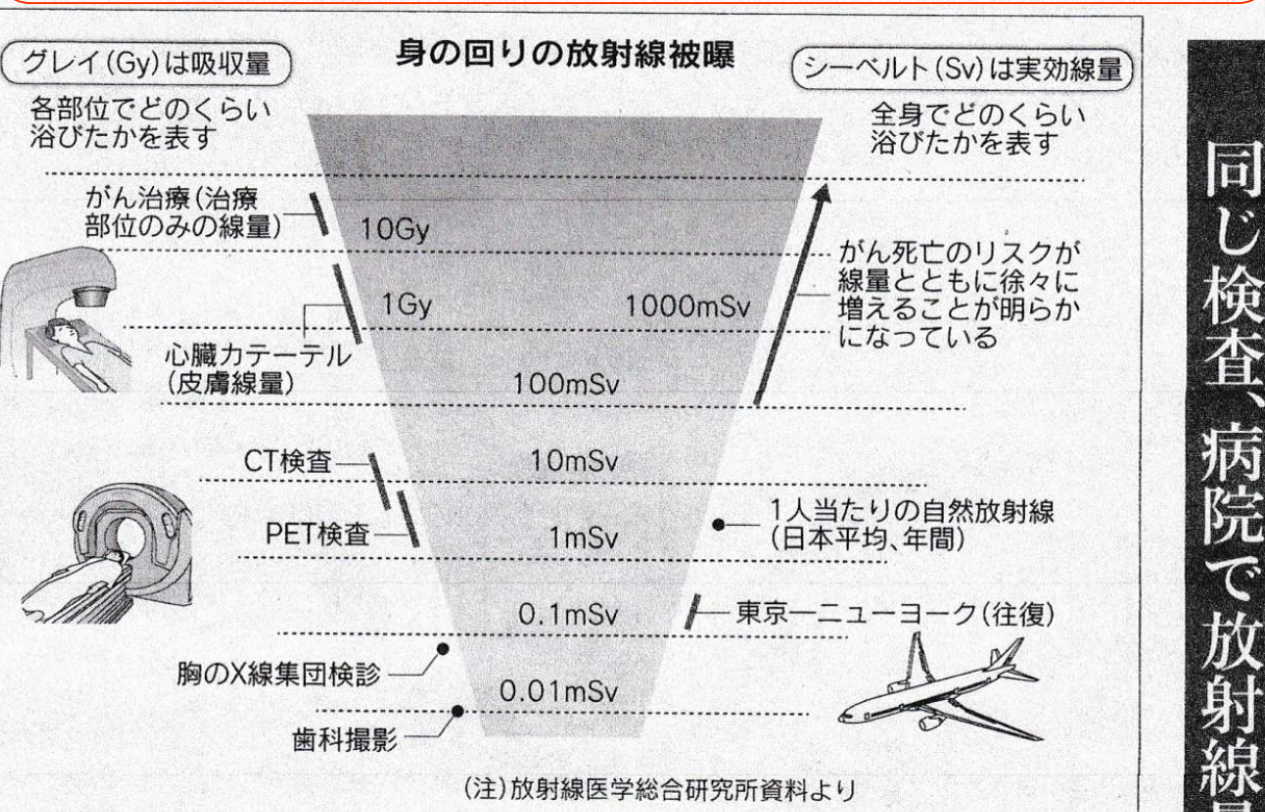 身の回りの放射線被曝
グレイ(Gy)は吸収量
各部位でどのくらい
浴びたかを表す
シーベルト(Sv)は実効線量
全身でどのくらい
浴びたかを表す
がん治療(治療
部位のみの線量)
10Gy
がん死亡のリスクが
線量とともに徐々に
増えることが明らか
になっている
1Gy
1000mSv
心臓カテーテル
(皮膚線量)
100mSv
CT検査
10mSv
PET検査
1mSv
1人当たりの自然放射線
(日本平均、年間)
0.1mSv
東京―ニューヨーク(往復)
胸のX線集団検診
0.01mSv
歯科撮影
(注)放射線医学総合研究所資料より
同じ検査、病院で放射線